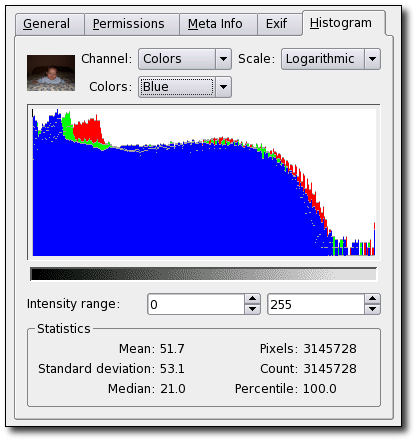 General Permissions Meta Info Exif Histogram
Channel: Colors Scale: Logarithmic
Colors: Blue
Intensity range: 0 255
Statistics
Mean: 51.7 Pixels: 3145728
Standard deviation: 53.1 Count: 3145728
Median: 21.0 Percentile: 100.0